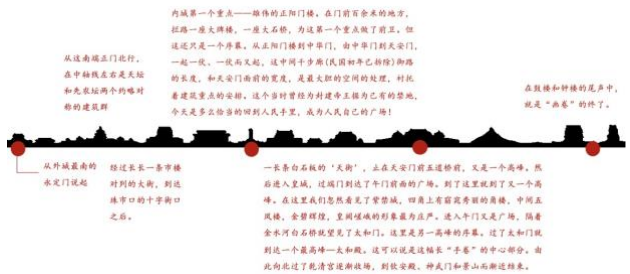 内城第一个重点——雄伟的正阳门楼。在门前百余米的地方，
拦路一座大牌楼，一座大石桥，为这第一个重点做了前卫。但
这还只是一个序幕。从正阳门楼到中华门，由中华门到天安门，
一起一伏、一伏而又起，这中间千步廊(民国初年已拆除)御路
的长度，和天安门面前的宽度，是最大胆的空间的处理，衬托
着建筑重点的安排。这个当时曾经为封建帝王据为己有的禁地，
今天是多么恰当的回到人民手里，成为人民自己的广场！
从这南端正门北行，
在中轴线左右是天坛
和先农坛两个约略对
称的建筑群
在鼓楼和钟楼的尾声中，
就是“画卷”的终了。
从外城最南的
永定门说起
经过长长一条市楼
对列的大街，到达
珠市口的十字街口
之后。
一长条白石板的‘天街’，止在天安门前五道桥前，又是一个高峰。然
后进入皇城，过端门到达了午门前面的广场。到了这里就到了又一个高
峰。在这里我们忽然看见了紫禁城，四角上有窈窕秀丽的角楼，中间五
凤楼，金碧辉煌，皇阙嵯峨的形象最为庄严。进入午门又是广场，隔着
金水河白石桥就望见了太和门。这里是另一高峰的序幕。过了太和门就
到达一个最高峰—太和殿。这可以说是这幅长“手卷”的中心部分。由
此向北过了乾清宫逐渐收场，到钦安殿、神武门和景山而渐近结束。